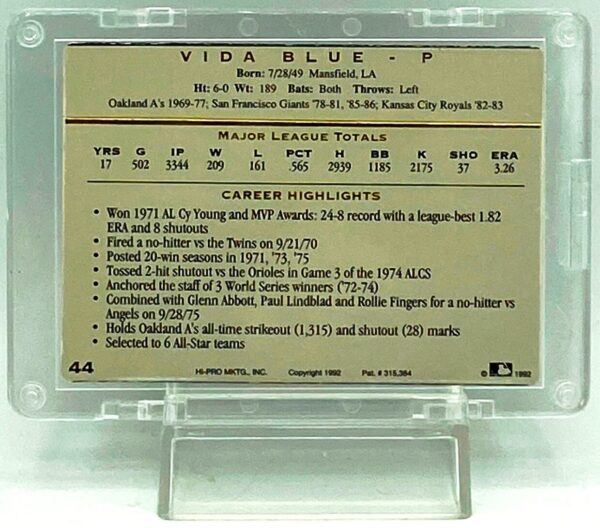 VIDA BLUE - P
Born: 7/28/49 Mansfield, LA
Ht: 6-0 Wt: 189 Bats: Both Throws: Left
Oakland A's 1969-77; San Francisco Giants '78-81, '85-86; Kansas City Royals '82-83
MAJOR LEAGUE TOTALS
YRS G IP W L PCT H BB K SHO ERA
17 502 3344 209 161 .565 2939 1185 2175 37 3.26
CAREER HIGHLIGHTS
• Won 1971 AL Cy Young and MVP Awards: 24-8 record with a league-best 1.82
ERA and 8 shutouts
• Fired a no-hitter vs the Twins on 9/21/70
• Posted 20-win seasons in 1971, '73, '75
• Tossed 2-hit shutout vs the Orioles in Game 3 of the 1974 ALCS
• Anchored the staff of 3 World Series winners ('72-74)
• Combined with Glenn Abbott, Paul Lindblad and Rollie Fingers for a no-hitter vs
Angels on 9/28/75
• Holds Oakland A's all-time strikeout (1,315) and shutout (28) marks
• Selected to 6 All-Star teams
44 HI-PRO MKTG., INC. Copyright 1992 Pat. # 315,364 © 1992